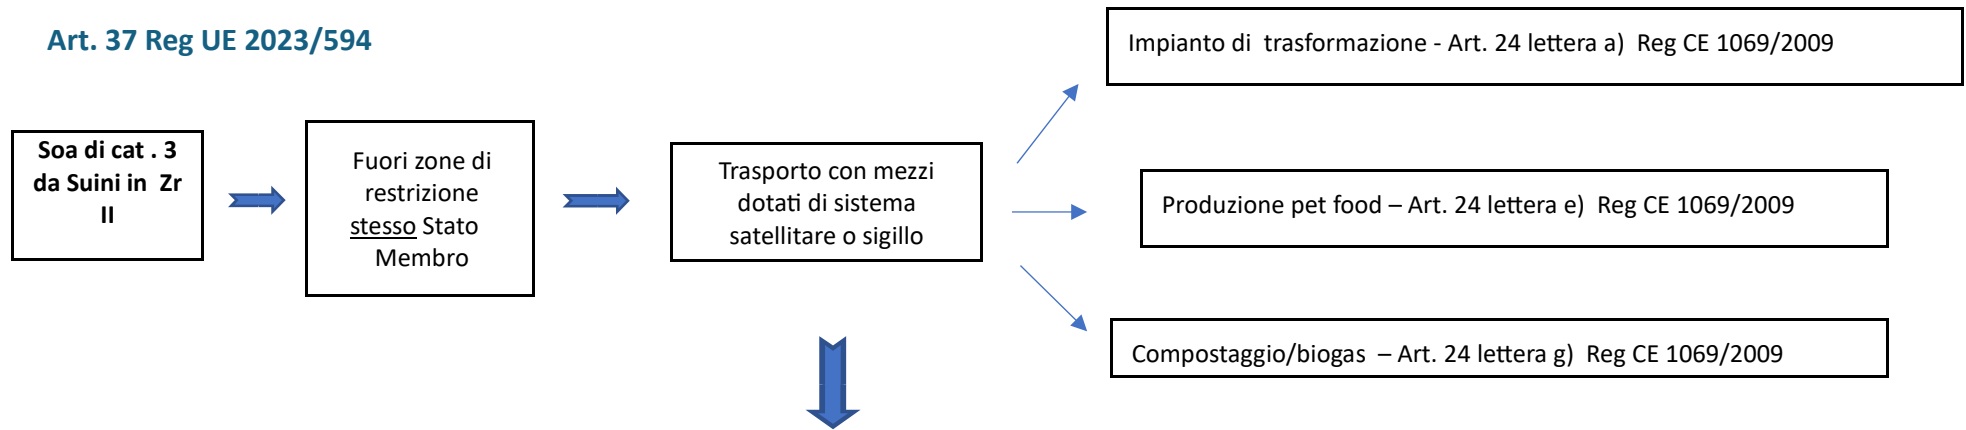 Art. 37 Reg UE 2023/594
Soa di cat . 3
da Suini in Zr
II
Fuori zone di
restrizione
stesso Stato
Membro
Trasporto con mezzi
dotati di sistema
satellitare o sigillo
Impianto di trasformazione - Art. 24 lettera a) Reg CE 1069/2009
Produzione pet food – Art. 24 lettera e) Reg CE 1069/2009
Compostaggio/biogas – Art. 24 lettera g) Reg CE 1069/2009